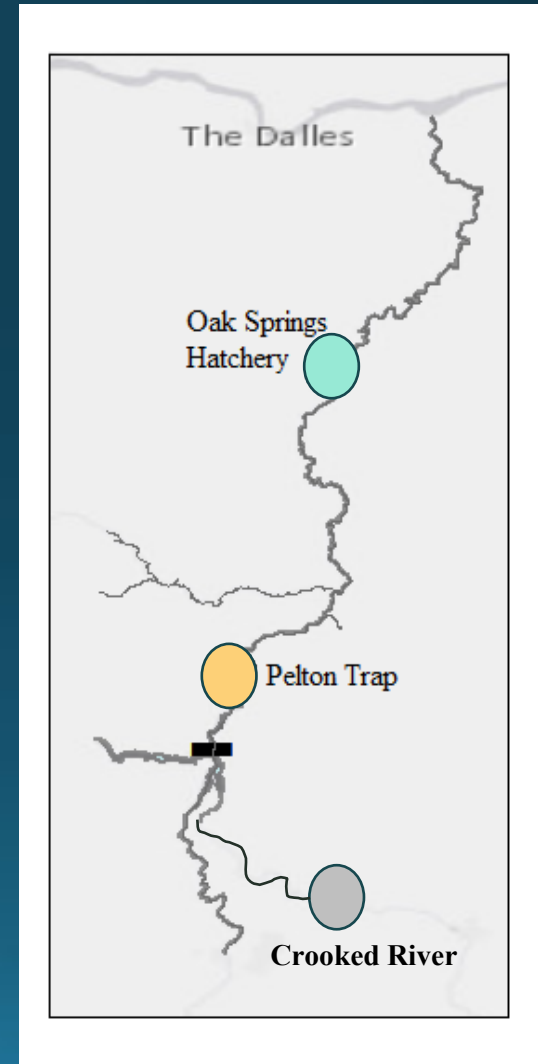 The Dalles
Oak Springs
Hatchery
Pelton Trap
Crooked River